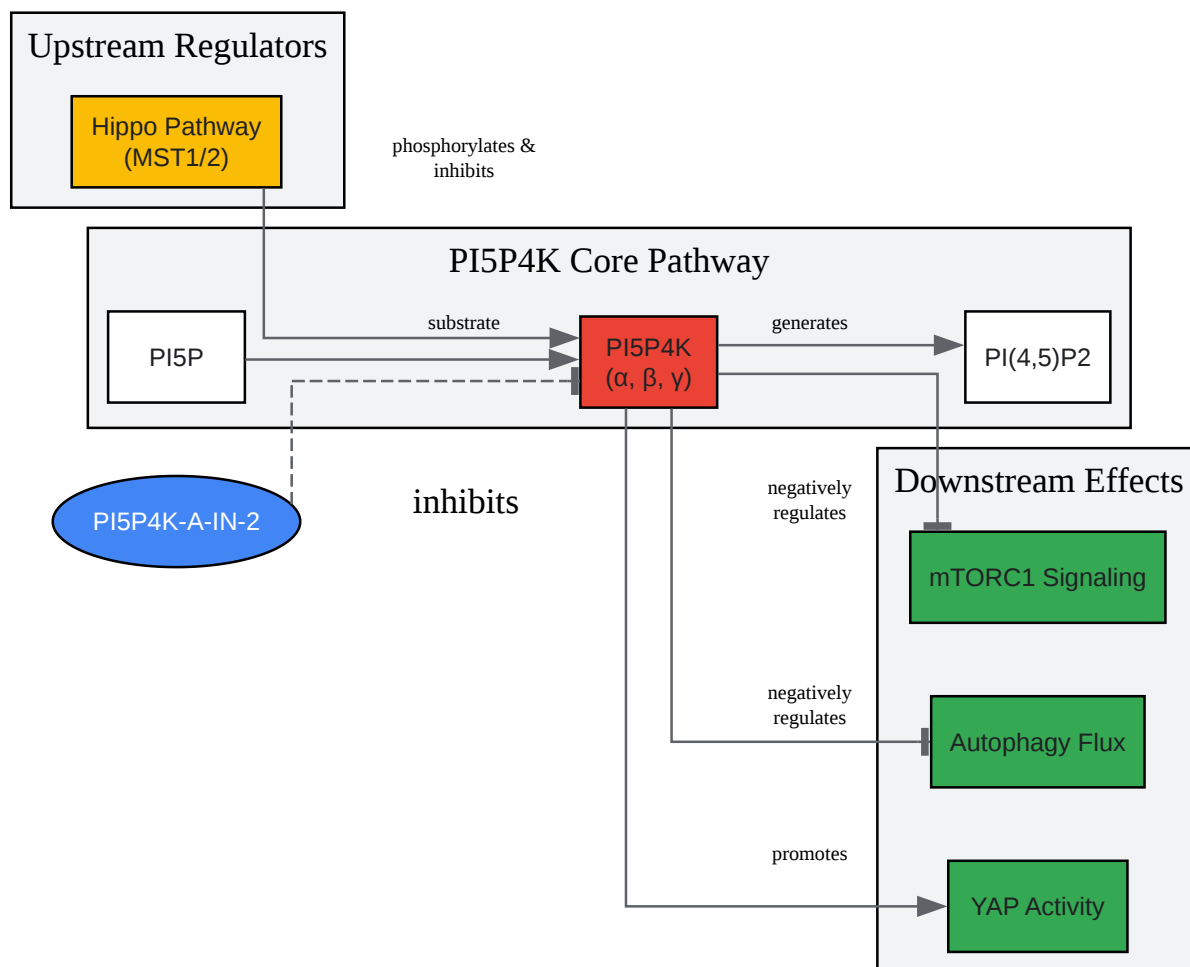 Upstream Regulators
Hippo Pathway
(MST1/2)
phosphorylates &
inhibits
PI5P4K Core Pathway
PI5P
substrate
PI5P4K
(α, β, γ)
generates
PI(4,5)P2
PI5P4K-A-IN-2
inhibits
negatively
regulates
Downstream Effects
mTORC1 Signaling
negatively
regulates
Autophagy Flux
promotes
YAP Activity